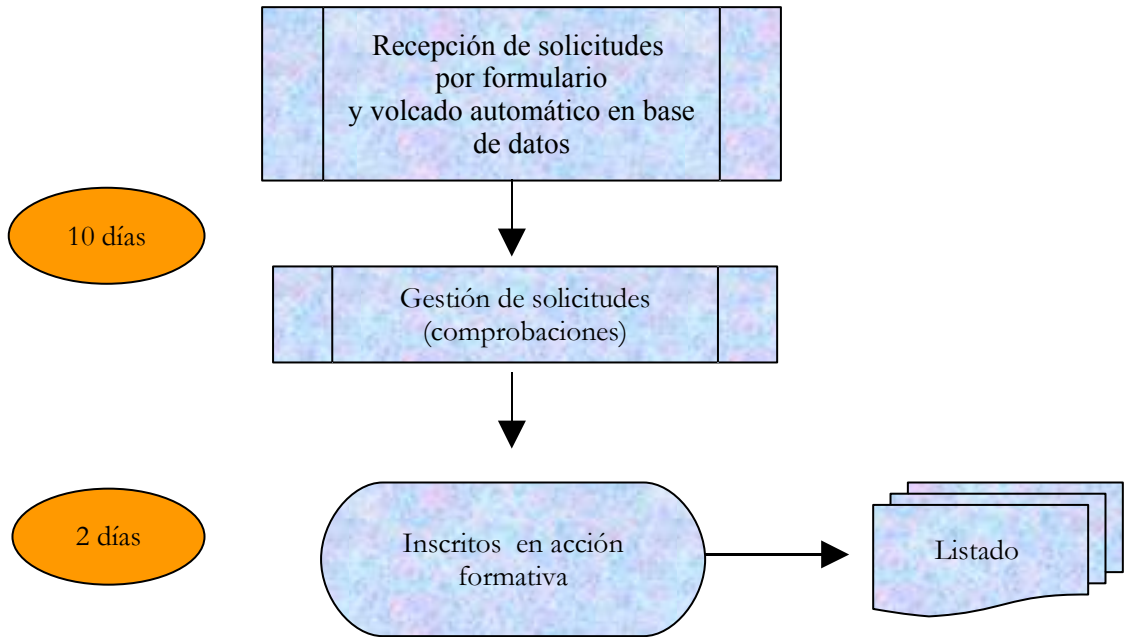 Recepción de solicitudes
por formulario
y volcado automático en base
de datos
10 días
Gestión de solicitudes
(comprobaciones)
2 días
Inscritos en acción
formativa
Listado